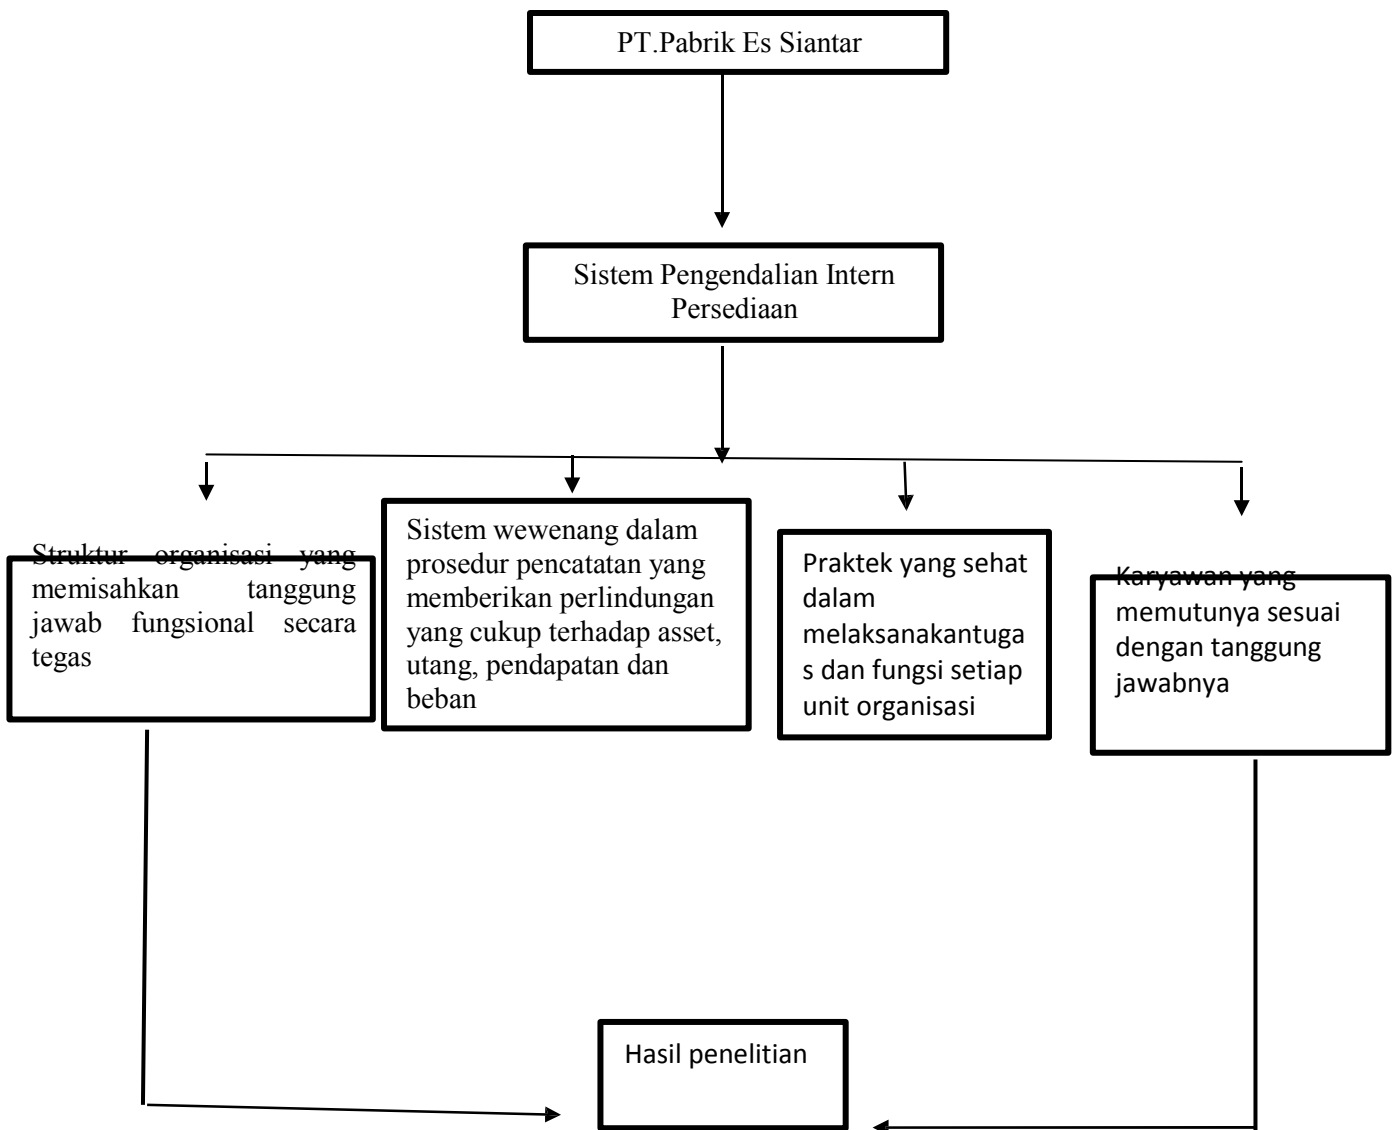 PT.Pabrik Es Siantar
Sistem Pengendalian Intern
Persediaan
Struktur organisasi yang
memisahkan tanggung
jawab fungsional secara
tegas
Sistem wewenang dalam
prosedur pencatatan yang
memberikan perlindungan
yang cukup terhadap asset,
utang, pendapatan dan
beban
Praktek yang sehat
dalam
melaksanakantuga
s dan fungsi setiap
unit organisasi
Karyawan yang
memutunya sesuai
dengan tanggung
jawabnya
Hasil penelitian